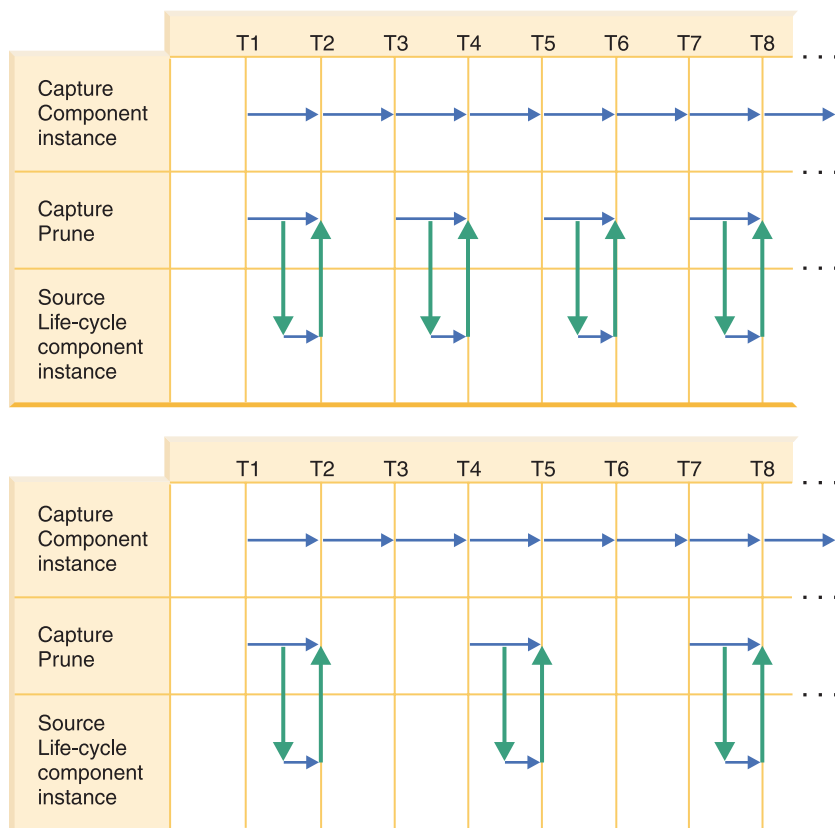 T1 T2 T3 T4 T5 T6 T7 T8 . . .
Capture
Component
instance
. . .
Capture
Prune
. . .
Source
Life-cycle
component
instance
T1 T2 T3 T4 T5 T6 T7 T8 . . .
Capture
Component
instance
. . .
Capture
Prune
. . .
Source
Life-cycle
component
instance